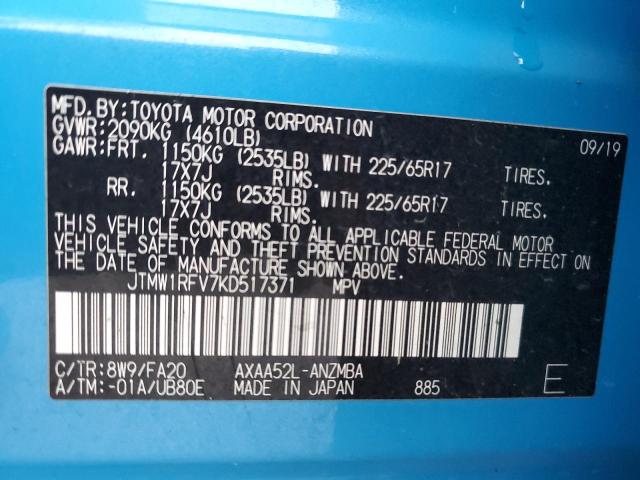 MFD.BY:TOYOTA MOTOR CORPORATION 09/19
GVWR:2090KG (4610LB)
GAWR:FRT. 1150KG (2535LB) WITH 225/65R17 TIRES.
17X7J RIMS.
RR. 1150KG (2535LB) WITH 225/65R17 TIRES.
17X7J RIMS.
THIS VEHICLE CONFORMS TO ALL APPLICABLE FEDERAL MOTOR
VEHICLE SAFETY AND THEFT PREVENTION STANDARDS IN EFFECT ON
THE DATE OF MANUFACTURE SHOWN ABOVE.
JTMW1RFV7KD517371 MPV
C/TR:8W9/FA20 AXAA52L-ANZMBA
A/TM:-01A/UB80E MADE IN JAPAN 885 E